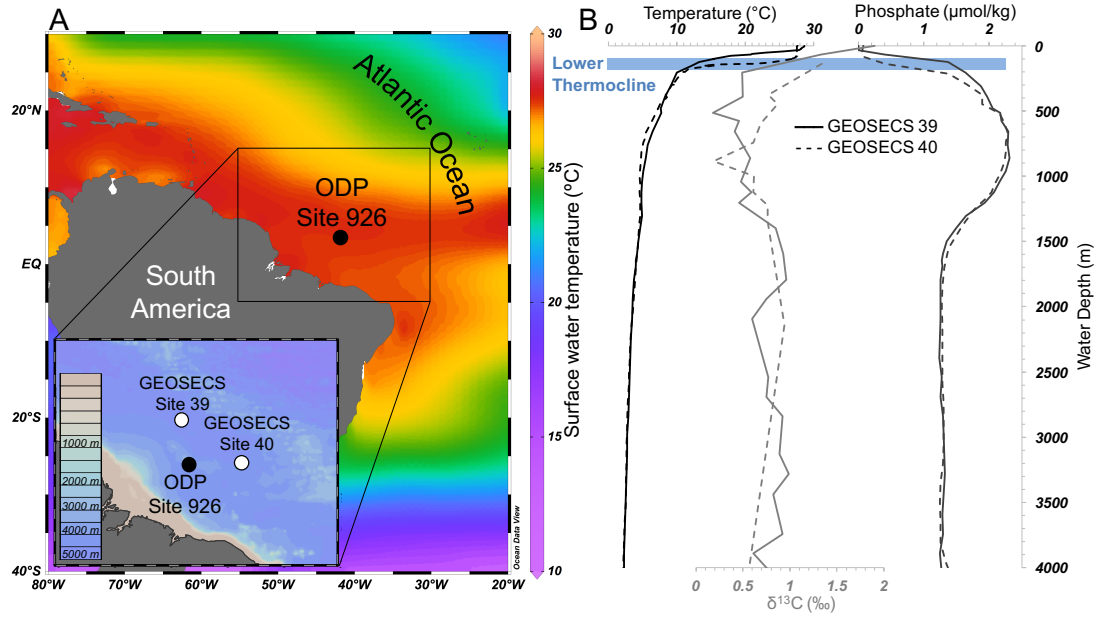 A
Atlantic Ocean
20°N
EQ
20°S
40°S
80°W
70°W
60°W
50°W
40°W
30°W
20°W
ODP
Site 926
South
America
GEOSECS
Site 39
GEOSECS
Site 40
ODP
Site 926
1000 m
2000 m
3000 m
4000 m
5000 m
Ocean Data View
30
25
20
15
10
Surface water temperature (°C)
B
Temperature (°C)
0 10 20 30
Phosphate (µmol/kg)
0 1 2
Lower
Thermocline
GEOSECS 39
GEOSECS 40
0
500
1000
1500
2000
2500
3000
3500
4000
Water Depth (m)
0 0.5 1 1.5 2
δ¹³C (‰)